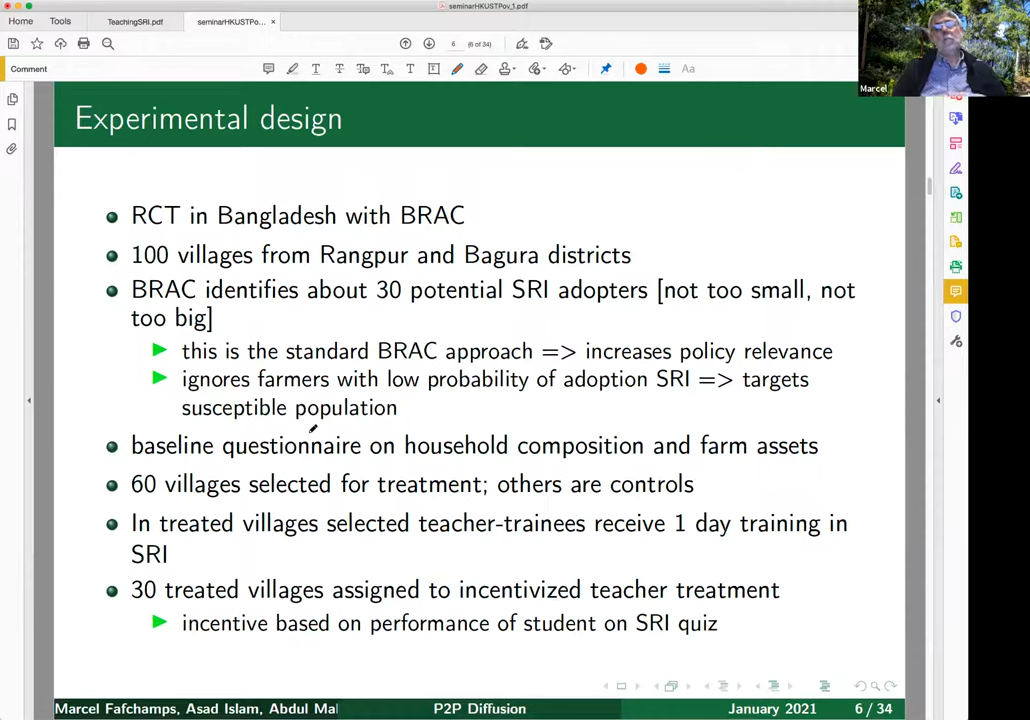 seminarHKUSTPov_1.pdf
Home Tools TeachingSRI.pdf seminarHKUSTPo... ×
6 (6 of 34)
Comment
Aa
Marcel
Experimental design
RCT in Bangladesh with BRAC
100 villages from Rangpur and Bagura districts
BRAC identifies about 30 potential SRI adopters [not too small, not
too big]
this is the standard BRAC approach => increases policy relevance
ignores farmers with low probability of adoption SRI => targets
susceptible population
baseline questionnaire on household composition and farm assets
60 villages selected for treatment; others are controls
In treated villages selected teacher-trainees receive 1 day training in
SRI
30 treated villages assigned to incentivized teacher treatment
incentive based on performance of student on SRI quiz
Marcel Fafchamps, Asad Islam, Abdul Mal P2P Diffusion January 2021 6 / 34